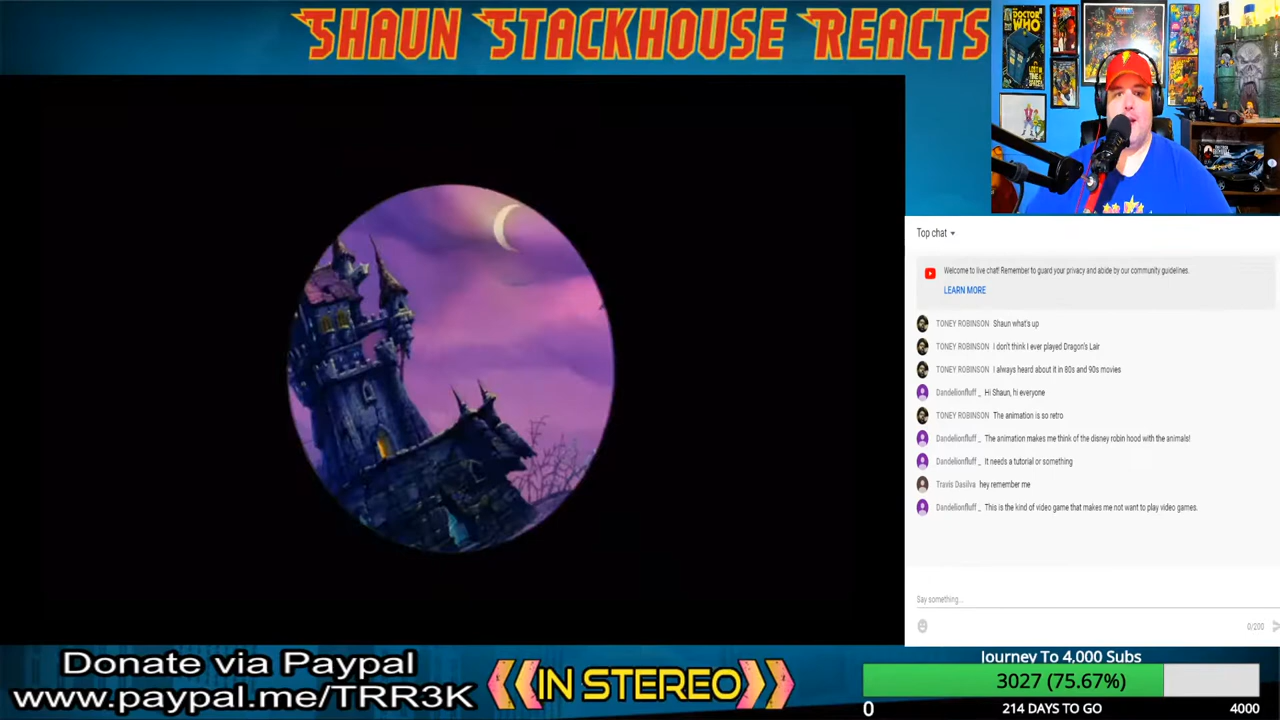 SHAUN STACKHOUSE REACTS
DOCTOR WHO
Top chat
Welcome to live chat! Remember to guard your privacy and abide by our community guidelines.
LEARN MORE
TONEY ROBINSON Shaun what's up
TONEY ROBINSON I don't think I ever played Dragon's Lair
TONEY ROBINSON I always heard about it in 80s and 90s movies
Dandelionfluff _ Hi Shaun, hi everyone
TONEY ROBINSON The animation is so retro
Dandelionfluff _ The animation makes me think of the disney robin hood with the animals!
Dandelionfluff _ It needs a tutorial or something
Travis Dasilva hey remember me
Dandelionfluff _ This is the kind of video game that makes me not want to play video games.
Say something...
0/200
Donate via Paypal
www.paypal.me/TRR3K
IN STEREO
Journey To 4,000 Subs
3027 (75.67%)
0 214 DAYS TO GO 4000